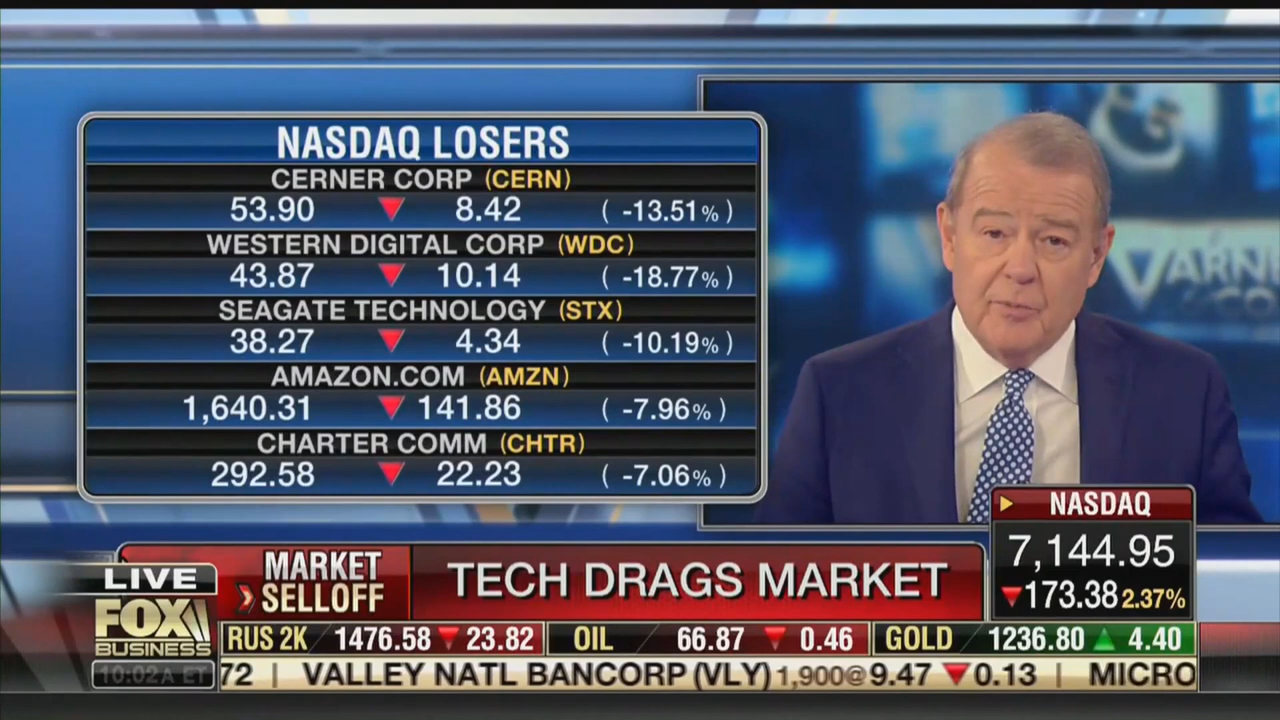 NASDAQ LOSERS
CERNER CORP (CERN)
53.90 ▼ 8.42 (-13.51%)
WESTERN DIGITAL CORP (WDC)
43.87 ▼ 10.14 (-18.77%)
SEAGATE TECHNOLOGY (STX)
38.27 ▼ 4.34 (-10.19%)
AMAZON.COM (AMZN)
1,640.31 ▼ 141.86 (-7.96%)
CHARTER COMM (CHTR)
292.58 ▼ 22.23 (-7.06%)
VARN
& CO
NASDAQ
7,144.95
▼173.38 2.37%
MARKET
SELLOFF
TECH DRAGS MARKET
LIVE
FOX
BUSINESS
10:02A ET
RUS 2K 1476.58 ▼ 23.82 OIL 66.87 ▼ 0.46 GOLD 1236.80 ▲ 4.40
72 | VALLEY NATL BANCORP (VLY) 1,900@9.47 ▼0.13 | MICRO